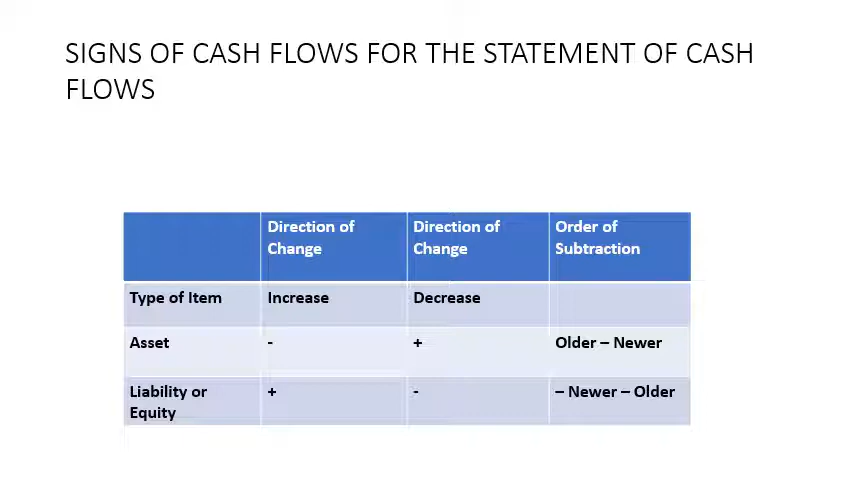 SIGNS OF CASH FLOWS FOR THE STATEMENT OF CASH
FLOWS
Direction of Change Direction of Change Order of Subtraction
Type of Item Increase Decrease
Asset - + Older – Newer
Liability or Equity + - – Newer – Older